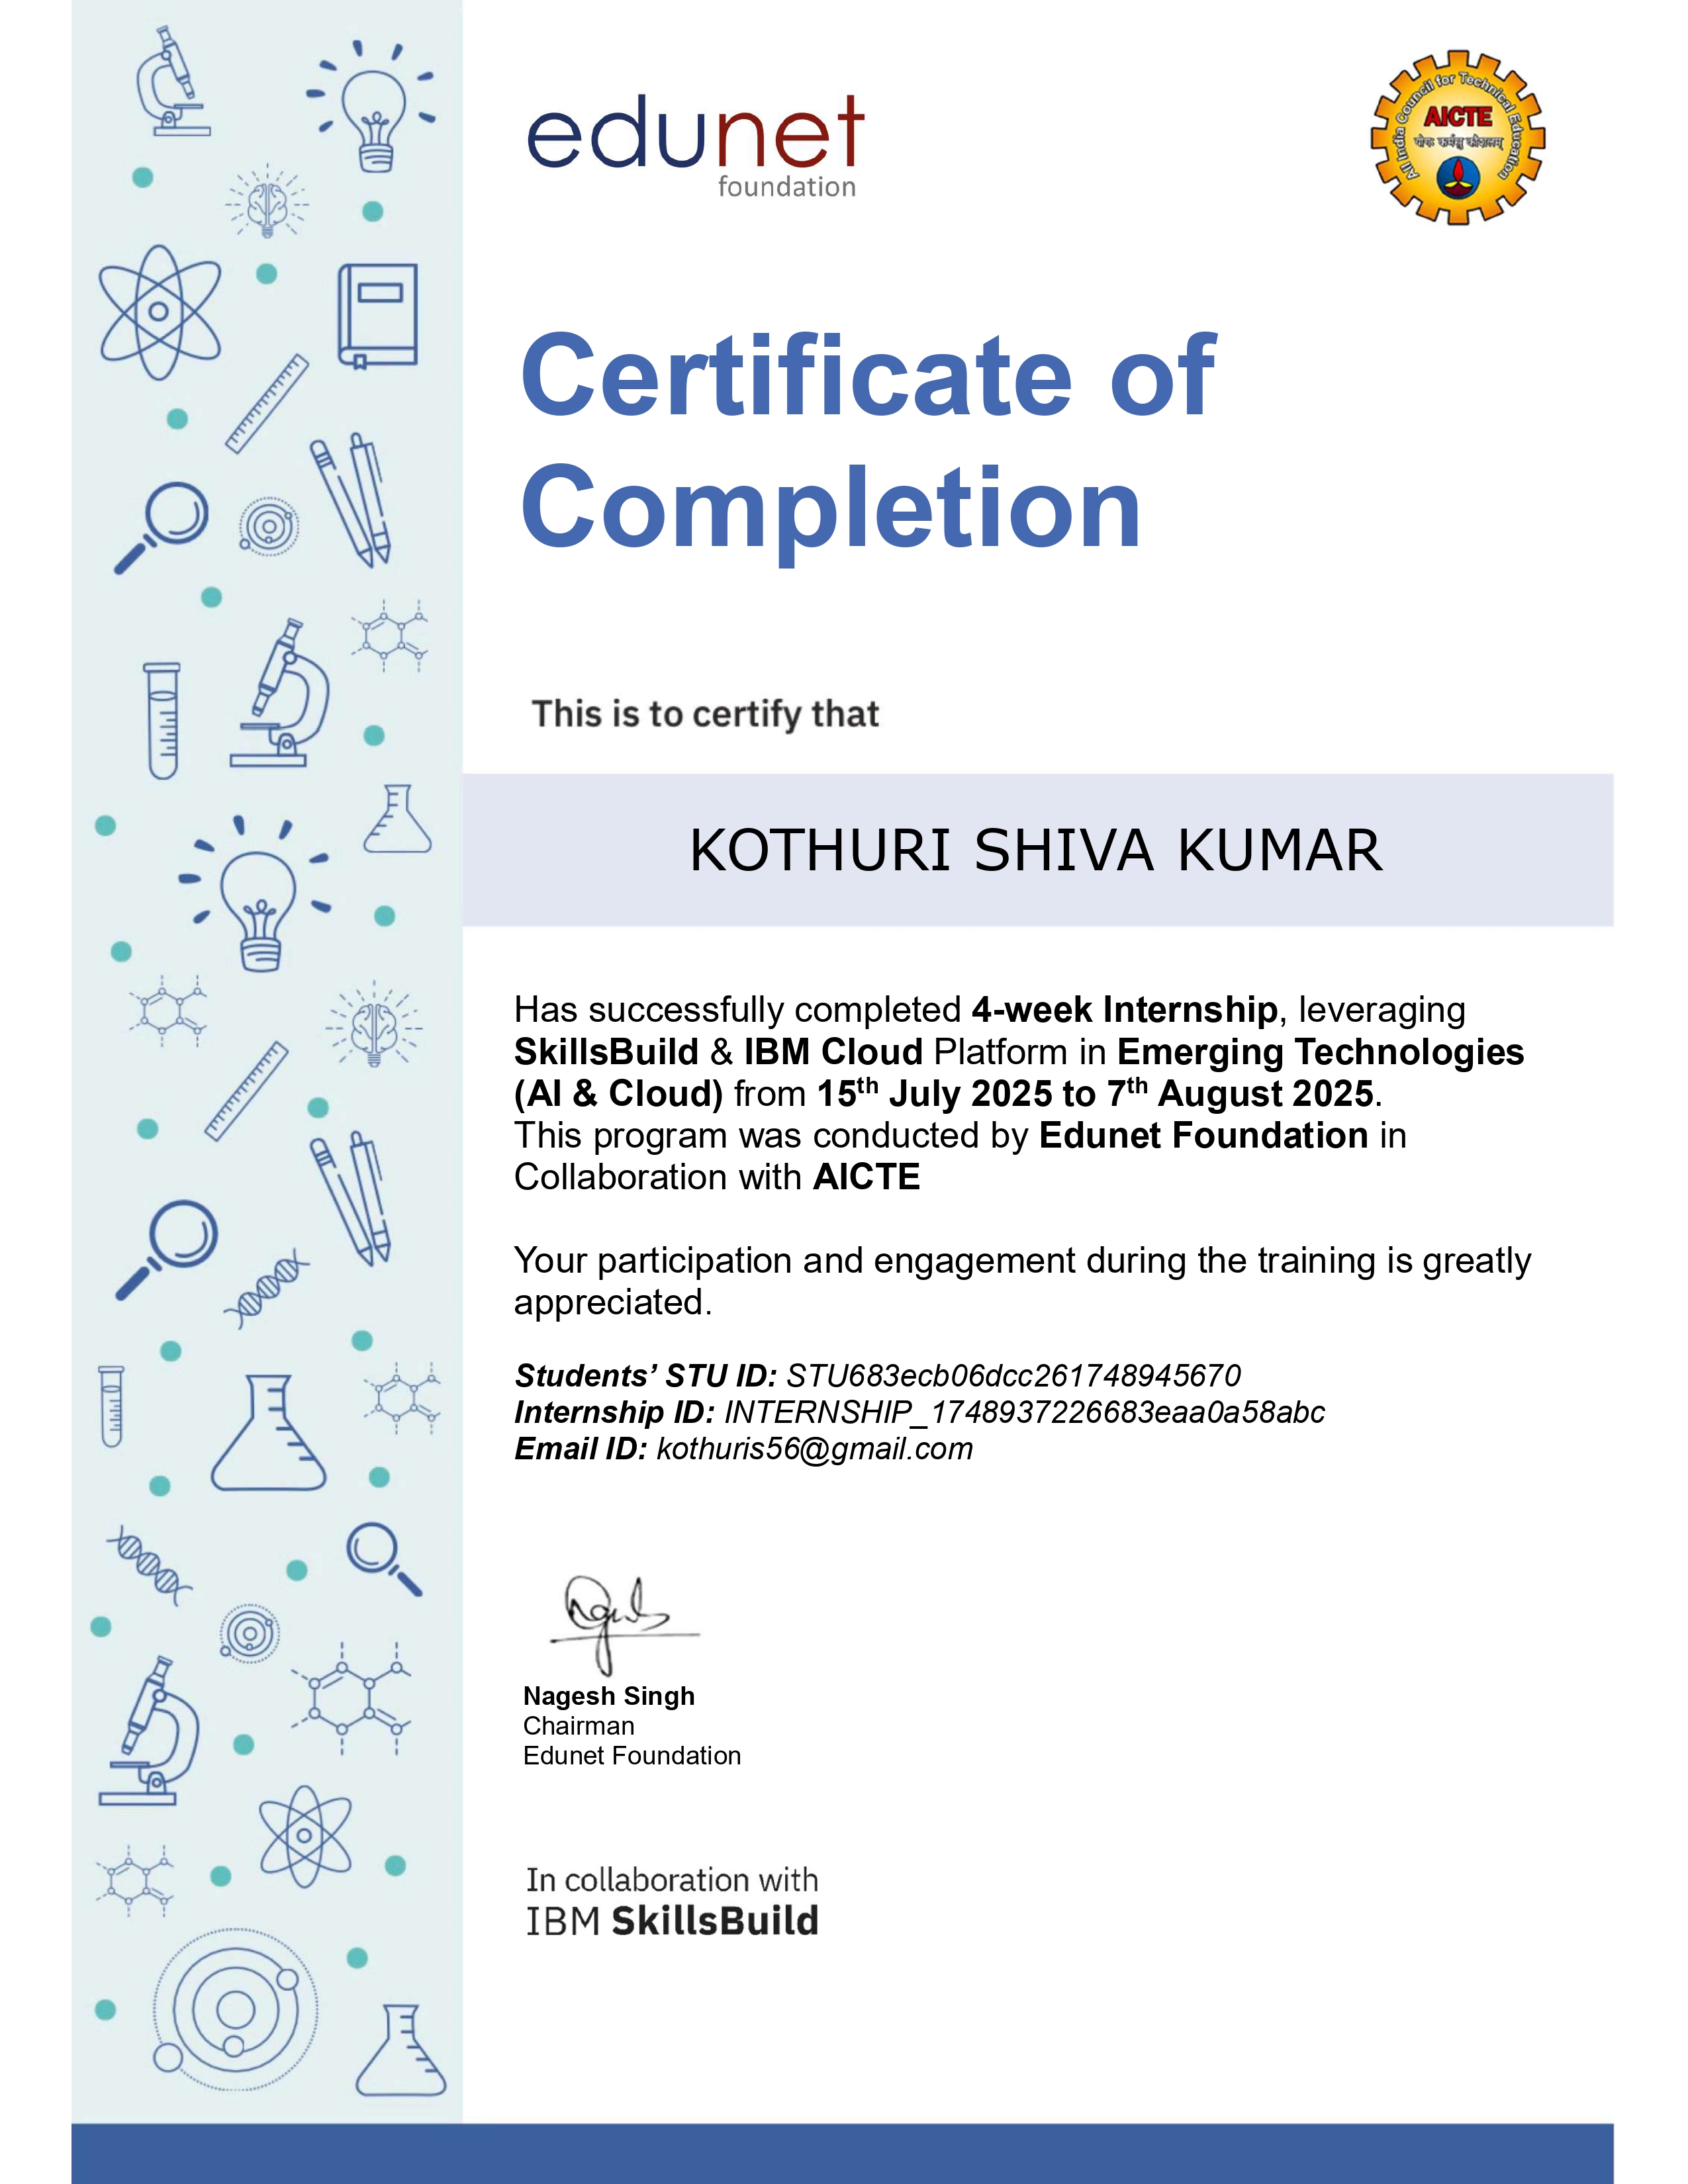 edunet
foundation
All India Council for Technical Education
AICTE
योगः कर्मसु कौशलम्
Certificate of
Completion
This is to certify that
KOTHURI SHIVA KUMAR
Has successfully completed 4-week Internship, leveraging
SkillsBuild & IBM Cloud Platform in Emerging Technologies
(AI & Cloud) from 15th July 2025 to 7th August 2025.
This program was conducted by Edunet Foundation in
Collaboration with AICTE
Your participation and engagement during the training is greatly
appreciated.
Students’ STU ID: STU683ecb06dcc261748945670
Internship ID: INTERNSHIP_1748937226683eaa0a58abc
Email ID: kothuris56@gmail.com
Nagesh Singh
Chairman
Edunet Foundation
In collaboration with
IBM SkillsBuild